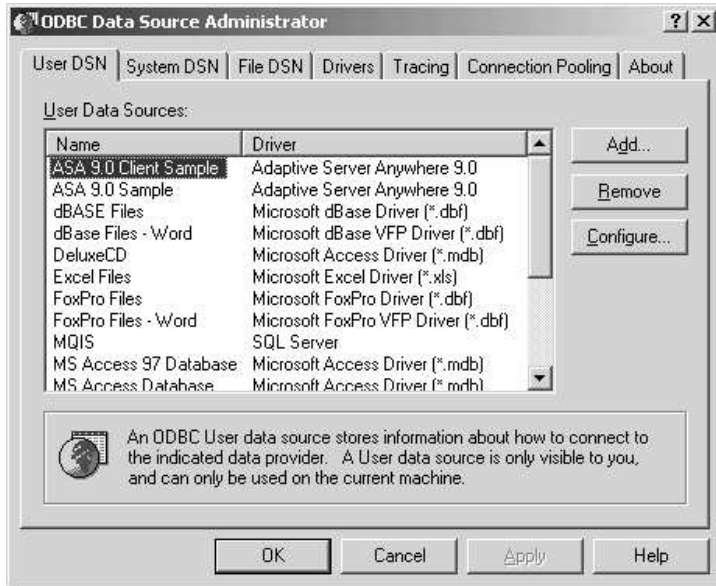 ODBC Data Source Administrator
User DSN System DSN File DSN Drivers Tracing Connection Pooling About
User Data Sources:
Name Driver
ASA 9.0 Client Sample Adaptive Server Anywhere 9.0
ASA 9.0 Sample Adaptive Server Anywhere 9.0
dBASE Files Microsoft dBase Driver (*.dbf)
dBase Files - Word Microsoft dBase VFP Driver (*.dbf)
DeluxeCD Microsoft Access Driver (*.mdb)
Excel Files Microsoft Excel Driver (*.xls)
FoxPro Files Microsoft FoxPro Driver (*.dbf)
FoxPro Files - Word Microsoft FoxPro VFP Driver (*.dbf)
MQIS SQL Server
MS Access 97 Database Microsoft Access Driver (*.mdb)
MS Access Database Microsoft Access Driver (*.mdb)
Add...
Remove
Configure...
An ODBC User data source stores information about how to connect to
the indicated data provider. A User data source is only visible to you,
and can only be used on the current machine.
OK Cancel Apply Help